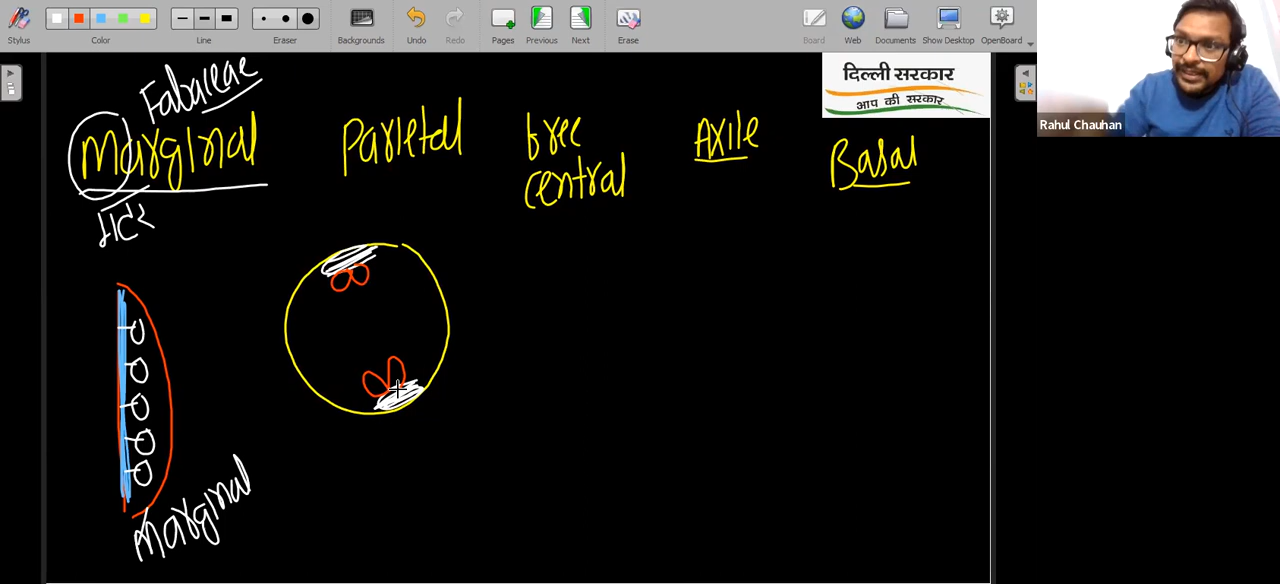 Stylus
Color
Line
Eraser
Backgrounds
Undo
Redo
Pages
Previous
Next
Erase
Board
Web
Documents
Show Desktop
OpenBoard
Rahul Chauhan
दिल्ली सरकार
आप की सरकार
Fabaceae
Marginal
Parietal
free
central
Axile
Basal
मटर
Marginal